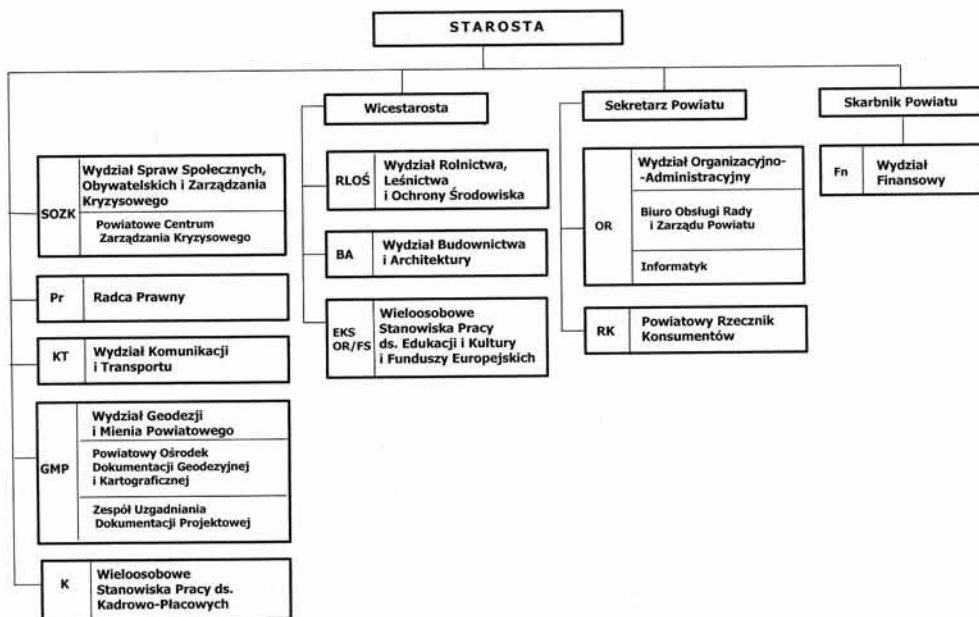 STAROSTA
Wicestarosta
Sekretarz Powiatu
Skarbnik Powiatu
SOZK
Wydział Spraw Społecznych,
Obywatelskich i Zarządzania
Kryzysowego
Powiatowe Centrum
Zarządzania Kryzysowego
Pr
Radca Prawny
KT
Wydział Komunikacji
i Transportu
GMP
Wydział Geodezji
i Mienia Powiatowego
Powiatowy Ośrodek
Dokumentacji Geodezyjnej
i Kartograficznej
Zespół Uzgadniania
Dokumentacji Projektowej
K
Wieloosobowe
Stanowiska Pracy ds.
Kadrowo-Płacowych
RLOŚ
Wydział Rolnictwa,
Leśnictwa
i Ochrony Środowiska
BA
Wydział Budownictwa
i Architektury
EKS
OR/FS
Wieloosobowe
Stanowiska Pracy
ds. Edukacji i Kultury
i Funduszy Europejskich
OR
Wydział Organizacyjno-
-Administracyjny
Biuro Obsługi Rady
i Zarządu Powiatu
Informatyk
RK
Powiatowy Rzecznik
Konsumentów
Fn
Wydział
Finansowy